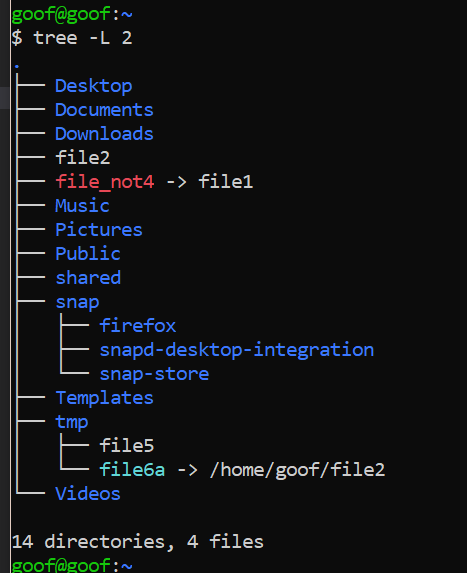 goof@goof:~
$ tree -L 2
.
├── Desktop
├── Documents
├── Downloads
├── file2
├── file_not4 -> file1
├── Music
├── Pictures
├── Public
├── shared
├── snap
│   ├── firefox
│   ├── snapd-desktop-integration
│   └── snap-store
├── Templates
├── tmp
│   ├── file5
│   └── file6a -> /home/goof/file2
└── Videos

14 directories, 4 files
goof@goof:~